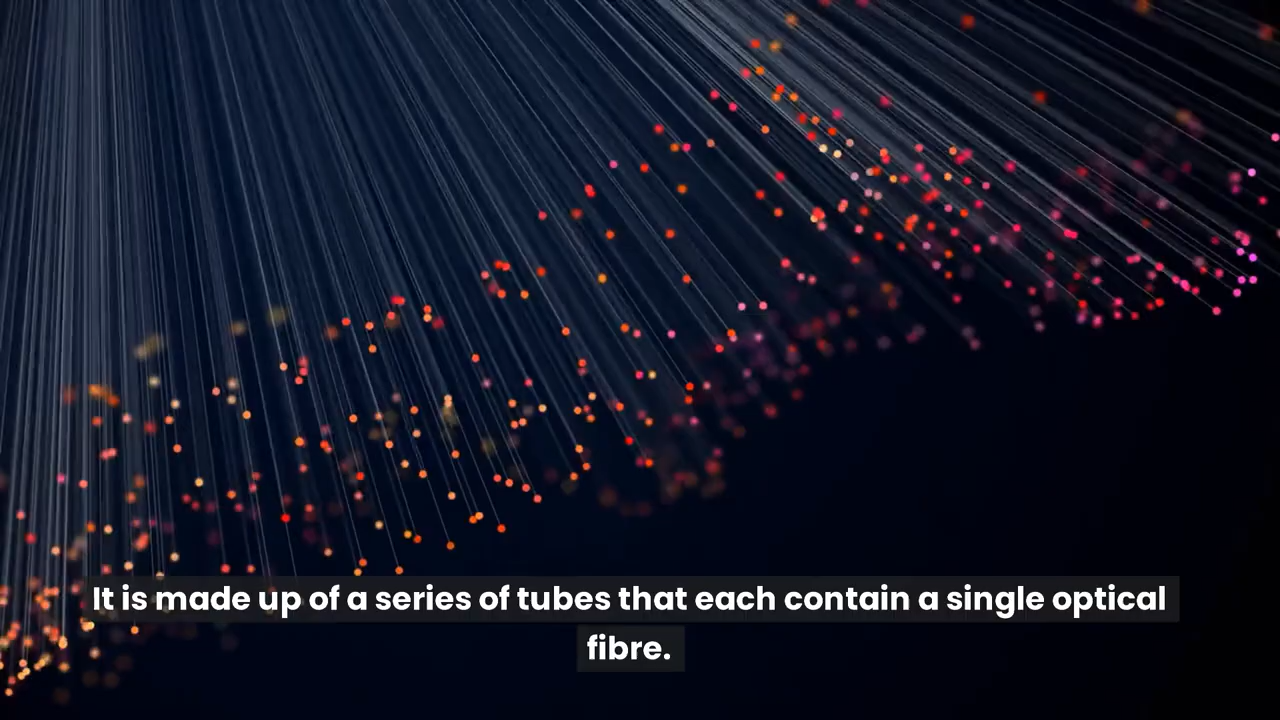 It is made up of a series of tubes that each contain a single optical
fibre.